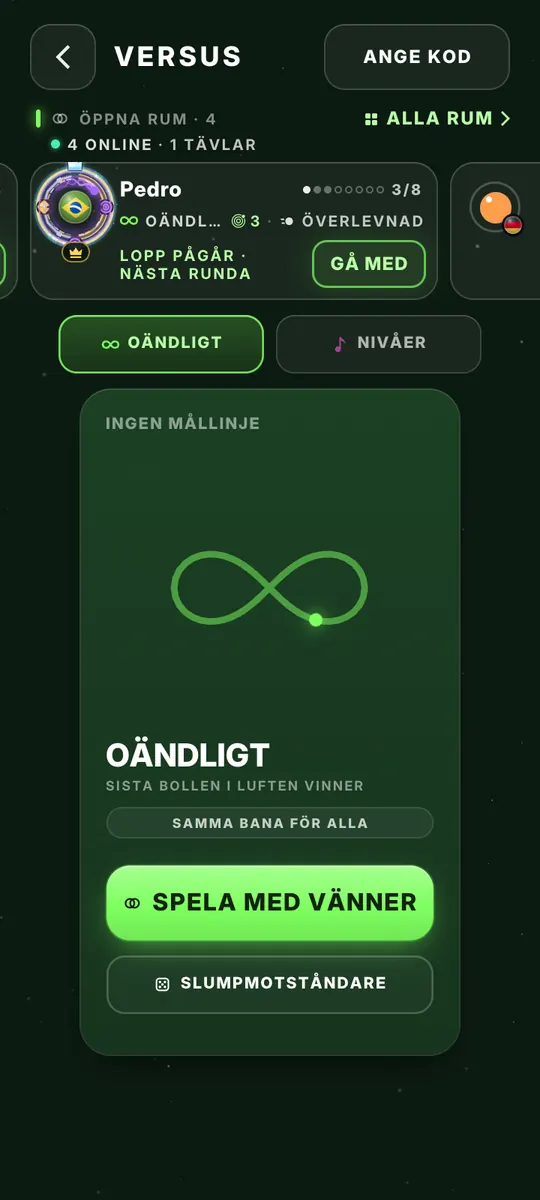 VERSUS
ANGE KOD
ÖPPNA RUM · 4
ALLA RUM
4 ONLINE · 1 TÄVLAR
Pedro
3/8
OÄNDL... 3 · ÖVERLEVNAD
LOPP PÅGÅR ·
NÄSTA RUNDA
GÅ MED
OÄNDLIGT
NIVÅER
INGEN MÅLLINJE
OÄNDLIGT
SISTA BOLLEN I LUFTEN VINNER
SAMMA BANA FÖR ALLA
SPELA MED VÄNNER
SLUMPMOTSTÅNDARE